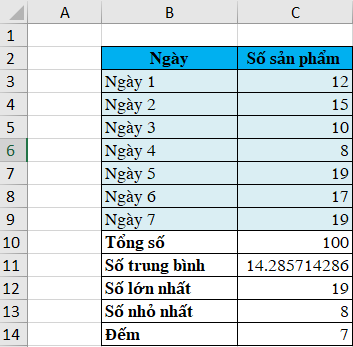 A B C
1
2 Ngày Số sản phẩm
3 Ngày 1 12
4 Ngày 2 15
5 Ngày 3 10
6 Ngày 4 8
7 Ngày 5 19
8 Ngày 6 17
9 Ngày 7 19
10 Tổng số 100
11 Số trung bình 14.285714286
12 Số lớn nhất 19
13 Số nhỏ nhất 8
14 Đếm 7